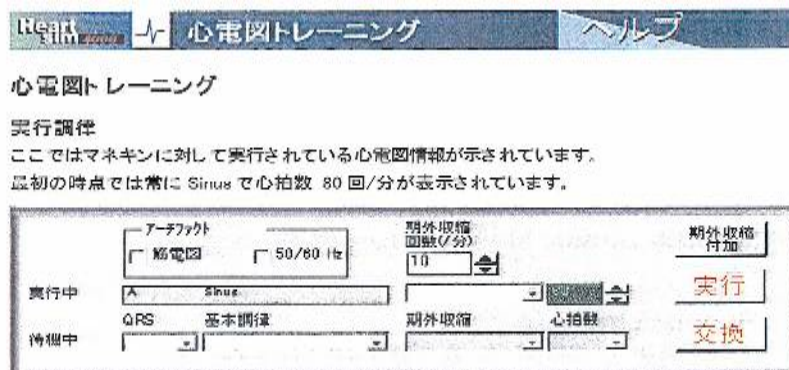 Heart Sim 4000 心電図トレーニング ヘルプ
心電図トレーニング
実行調律
ここではマネキンに対して実行されている心電図情報が示されています。
最初の時点では常に Sinus で心拍数 80 回/分が表示されています。
アーチファクト
筋電図 50/60 Hz
期外収縮
回数(/分)
10
期外収縮
付加
実行中 A Sinus
実行
QRS 基本調律 期外収縮 心拍数
待機中
交換